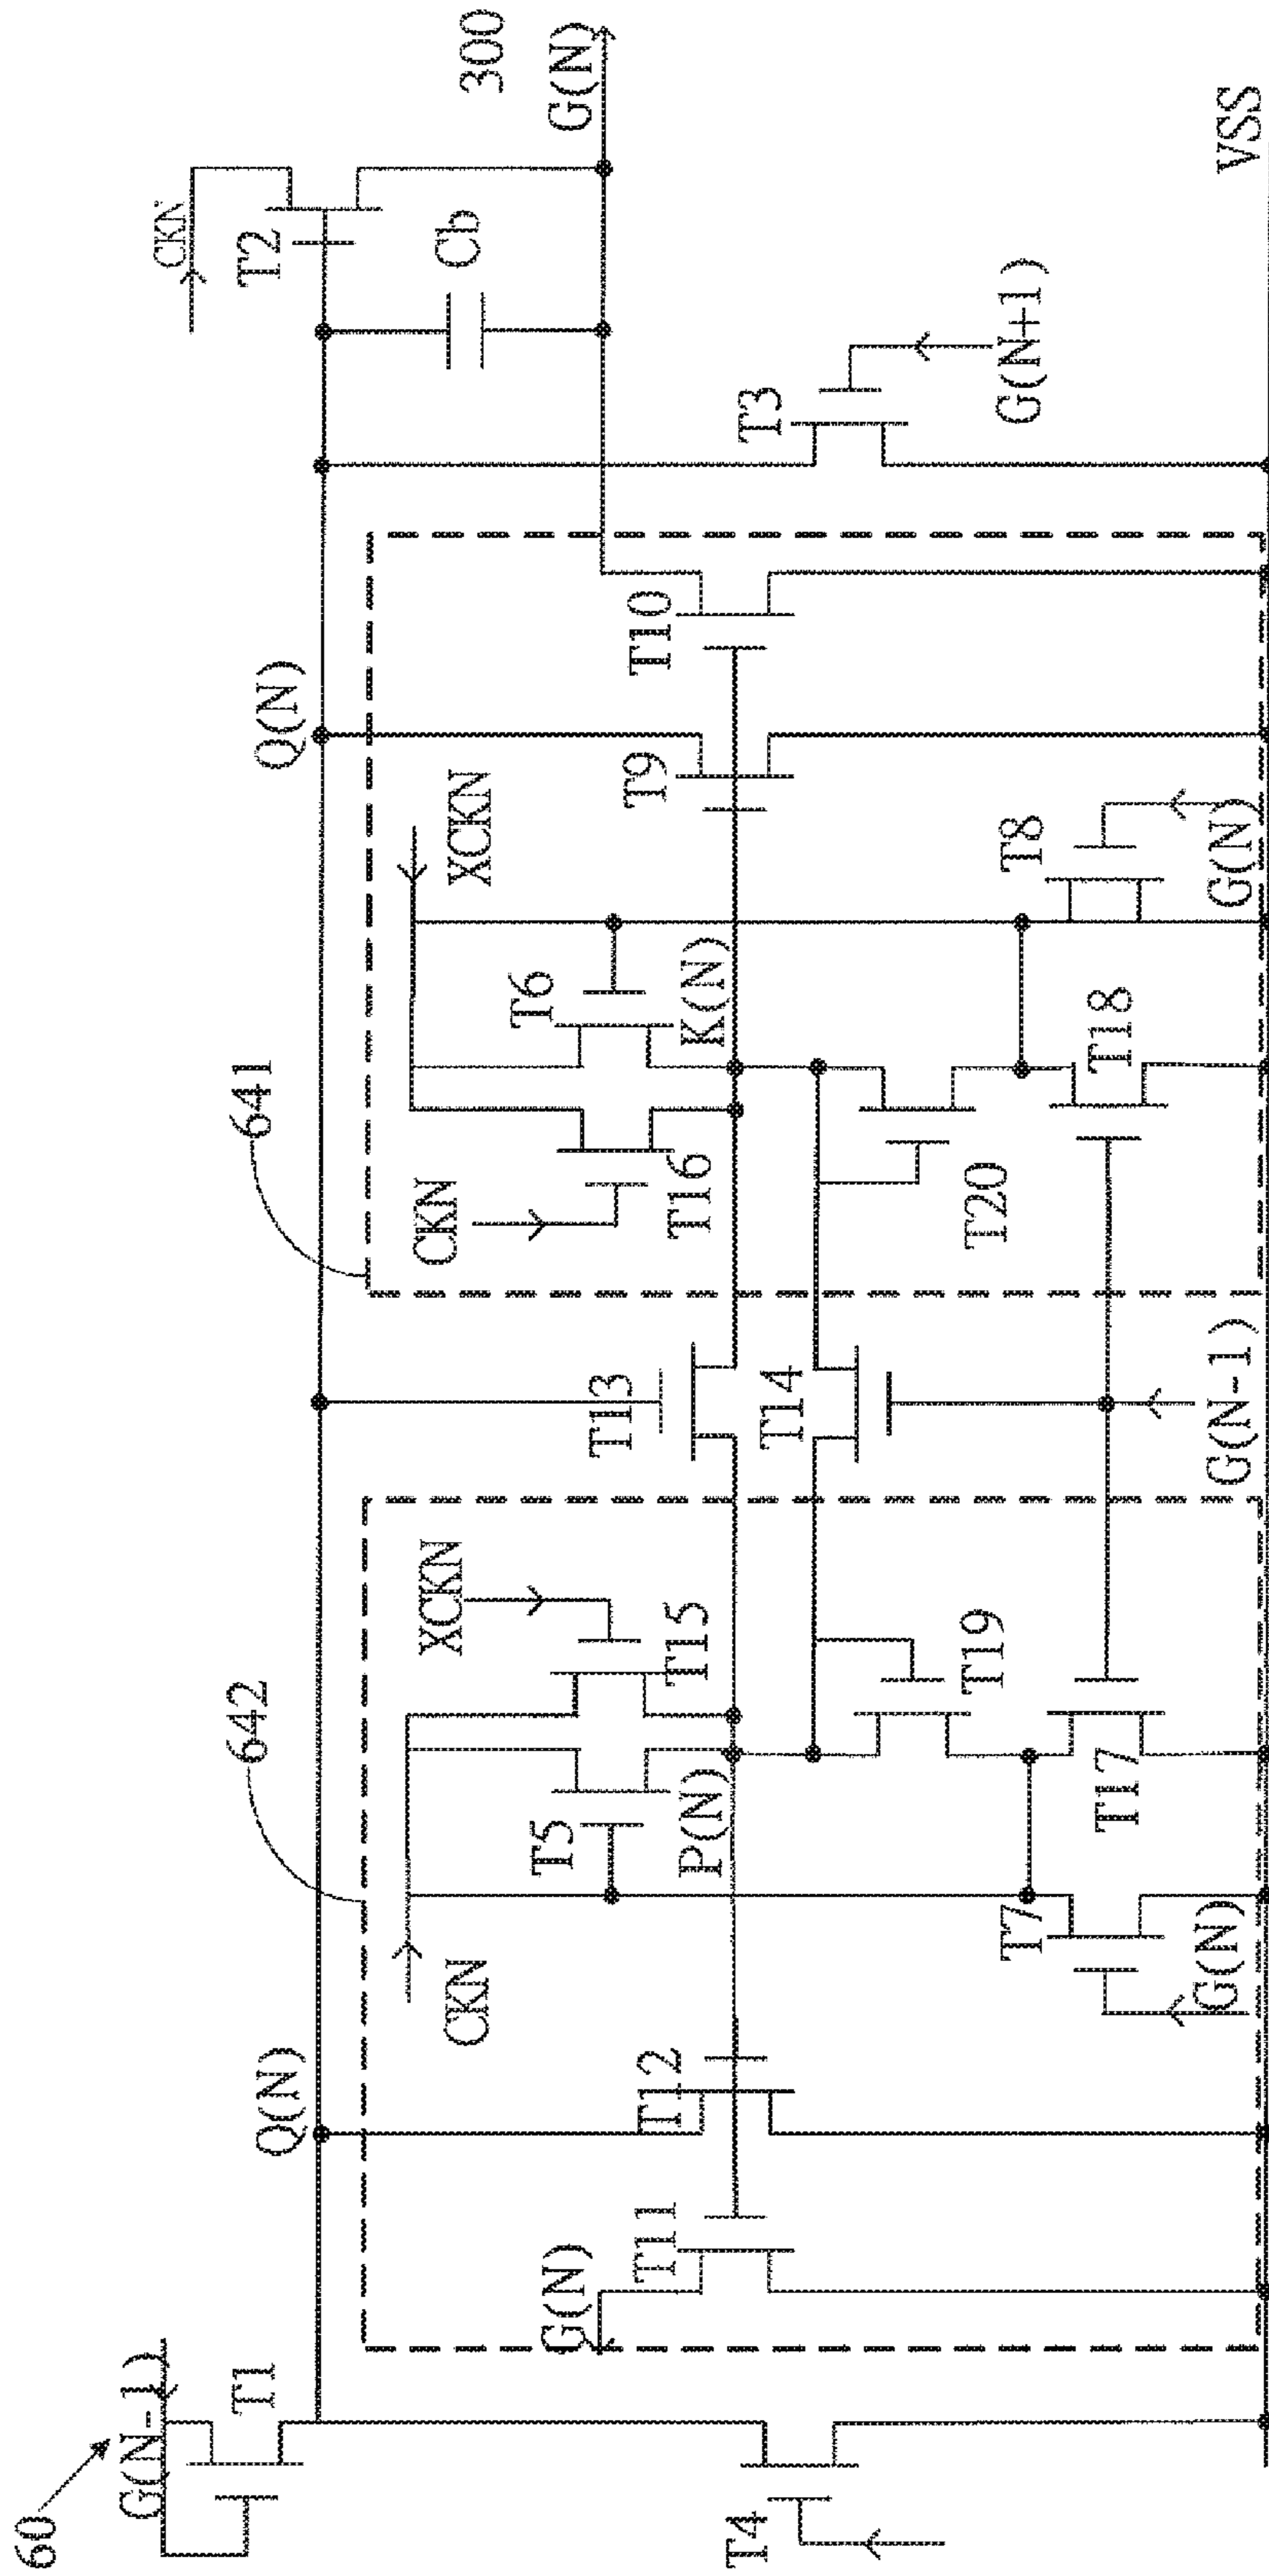 60
G(N-1)
T1
T4
G(N)
T11
Q(N)
T12
CKN
T7
G(N)
642
T5
P(N)
XCKN
T15
T19
T17
T13
T14
G(N-1)
641
CKN
T16
T6
K(N)
T20
T18
XCKN
T8
G(N)
Q(N)
T9
T10
T3
G(N+1)
CKN
T2
Cb
300
G(N)
VSS